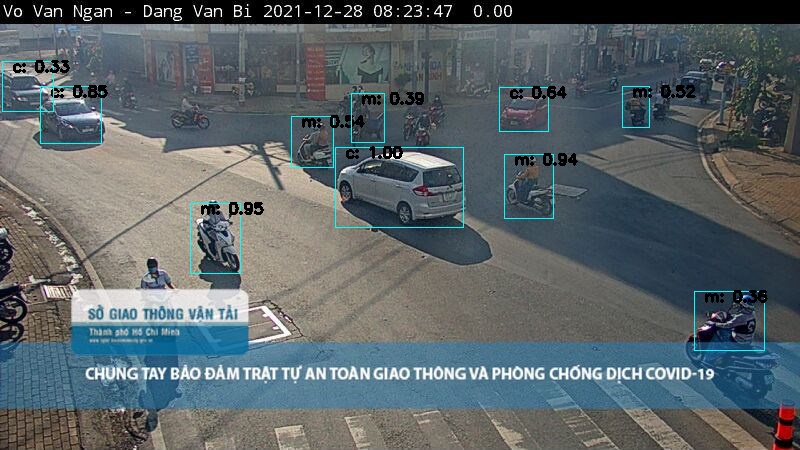 Vo Van Ngan - Dang Van Bi 2021-12-28 08:23:47 0.00
c: 0.33
c: 0.85
m: 0.54
m: 0.39
c: 0.64
m: 0.52
c: 1.00
m: 0.94
m: 0.95
SỞ GIAO THÔNG VẬN TẢI
Thành phố Hồ Chí Minh
CHUNG TAY BẢO ĐẢM TRẬT TỰ AN TOÀN GIAO THÔNG VÀ PHÒNG CHỐNG DỊCH COVID-19